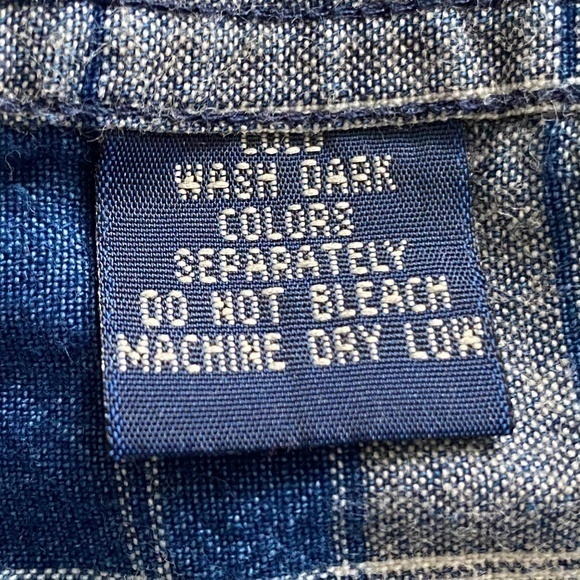 WASH DARK
COLORS
SEPARATELY
DO NOT BLEACH
MACHINE DRY LOW